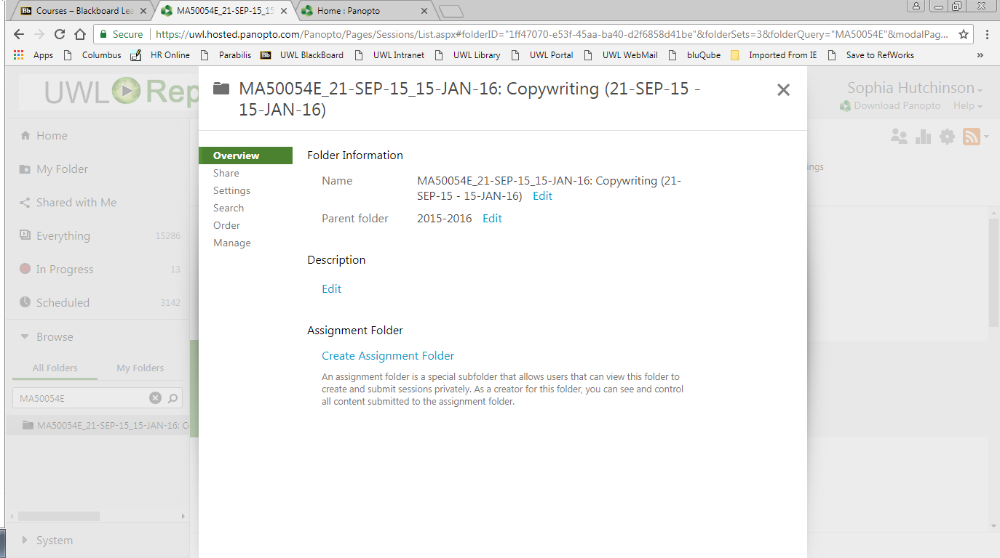 Courses – Blackboard Lea
MA50054E_21-SEP-15_15
Home : Panopto
Secure
https://uwl.hosted.panopto.com/Panopto/Pages/Sessions/List.aspx#folderID="1ff47070-e53f-45aa-ba40-d2f6858d41be"&folderSets=3&folderQuery="MA50054E"&modalPag...
Apps Columbus HR Online Parabilis Bb UWL BlackBoard UWL Intranet UWL Library UWL Portal UWL WebMail bluQube Imported From IE Save to RefWorks »
UWL Rep
MA50054E_21-SEP-15_15-JAN-16: Copywriting (21-SEP-15 -
15-JAN-16)
Sophia Hutchinson
Download Panopto Help
Home
My Folder
Shared with Me
Everything 15286
In Progress 13
Scheduled 3142
Browse
All Folders My Folders
MA50054E
MA50054E_21-SEP-15_15-JAN-16: Co
System
Overview
Share
Settings
Search
Order
Manage
Folder Information
Name MA50054E_21-SEP-15_15-JAN-16: Copywriting (21-
SEP-15 - 15-JAN-16) Edit
Parent folder 2015-2016 Edit
Description
Edit
Assignment Folder
Create Assignment Folder
An assignment folder is a special subfolder that allows users that can view this folder to
create and submit sessions privately. As a creator for this folder, you can see and control
all content submitted to the assignment folder.
ings